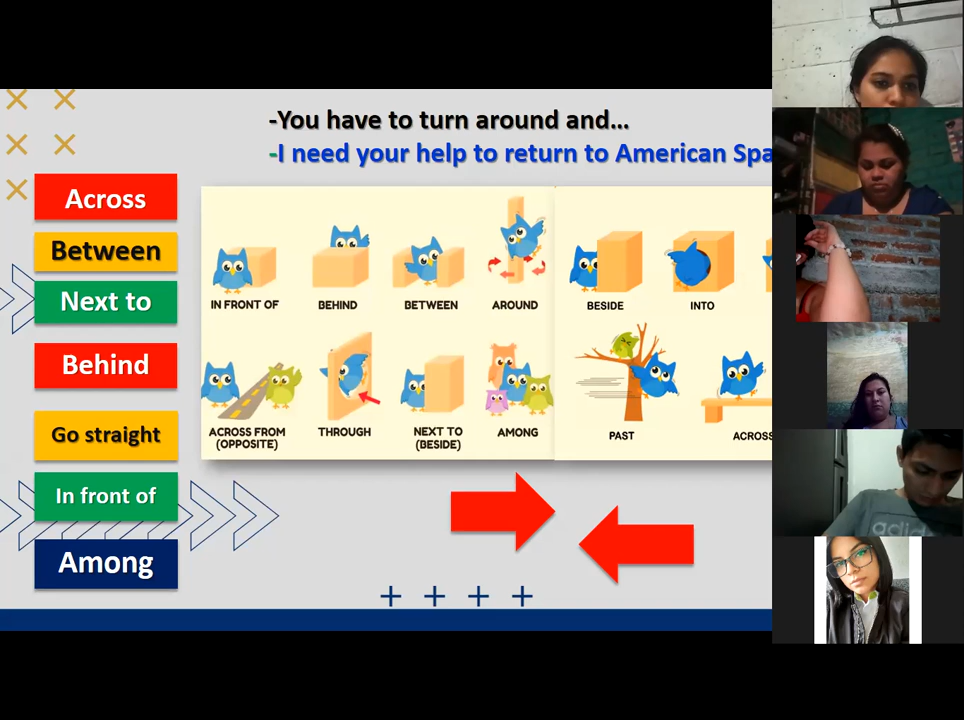 -You have to turn around and...
-I need your help to return to American Spa
Across
Between
Next to
Behind
Go straight
In front of
Among
IN FRONT OF
BEHIND
BETWEEN
AROUND
BESIDE
INTO
ACROSS FROM
(OPPOSITE)
THROUGH
NEXT TO
(BESIDE)
AMONG
PAST
ACROSS
adidas